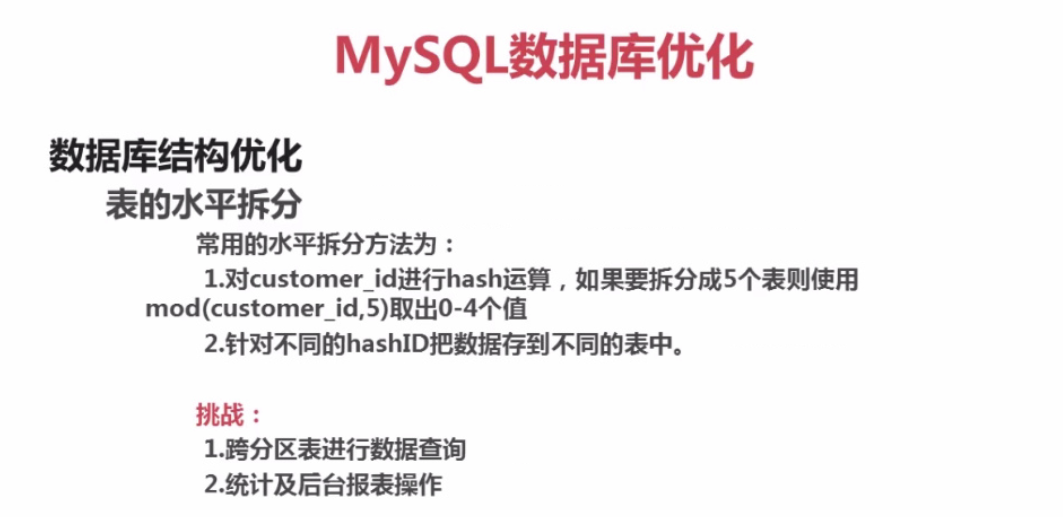 MySQL数据库优化
数据库结构优化
表的水平拆分
常用的水平拆分方法为：
1.对customer_id进行hash运算，如果要拆分成5个表则使用
mod(customer_id,5)取出0-4个值
2.针对不同的hashID把数据存到不同的表中。
挑战：
1.跨分区表进行数据查询
2.统计及后台报表操作